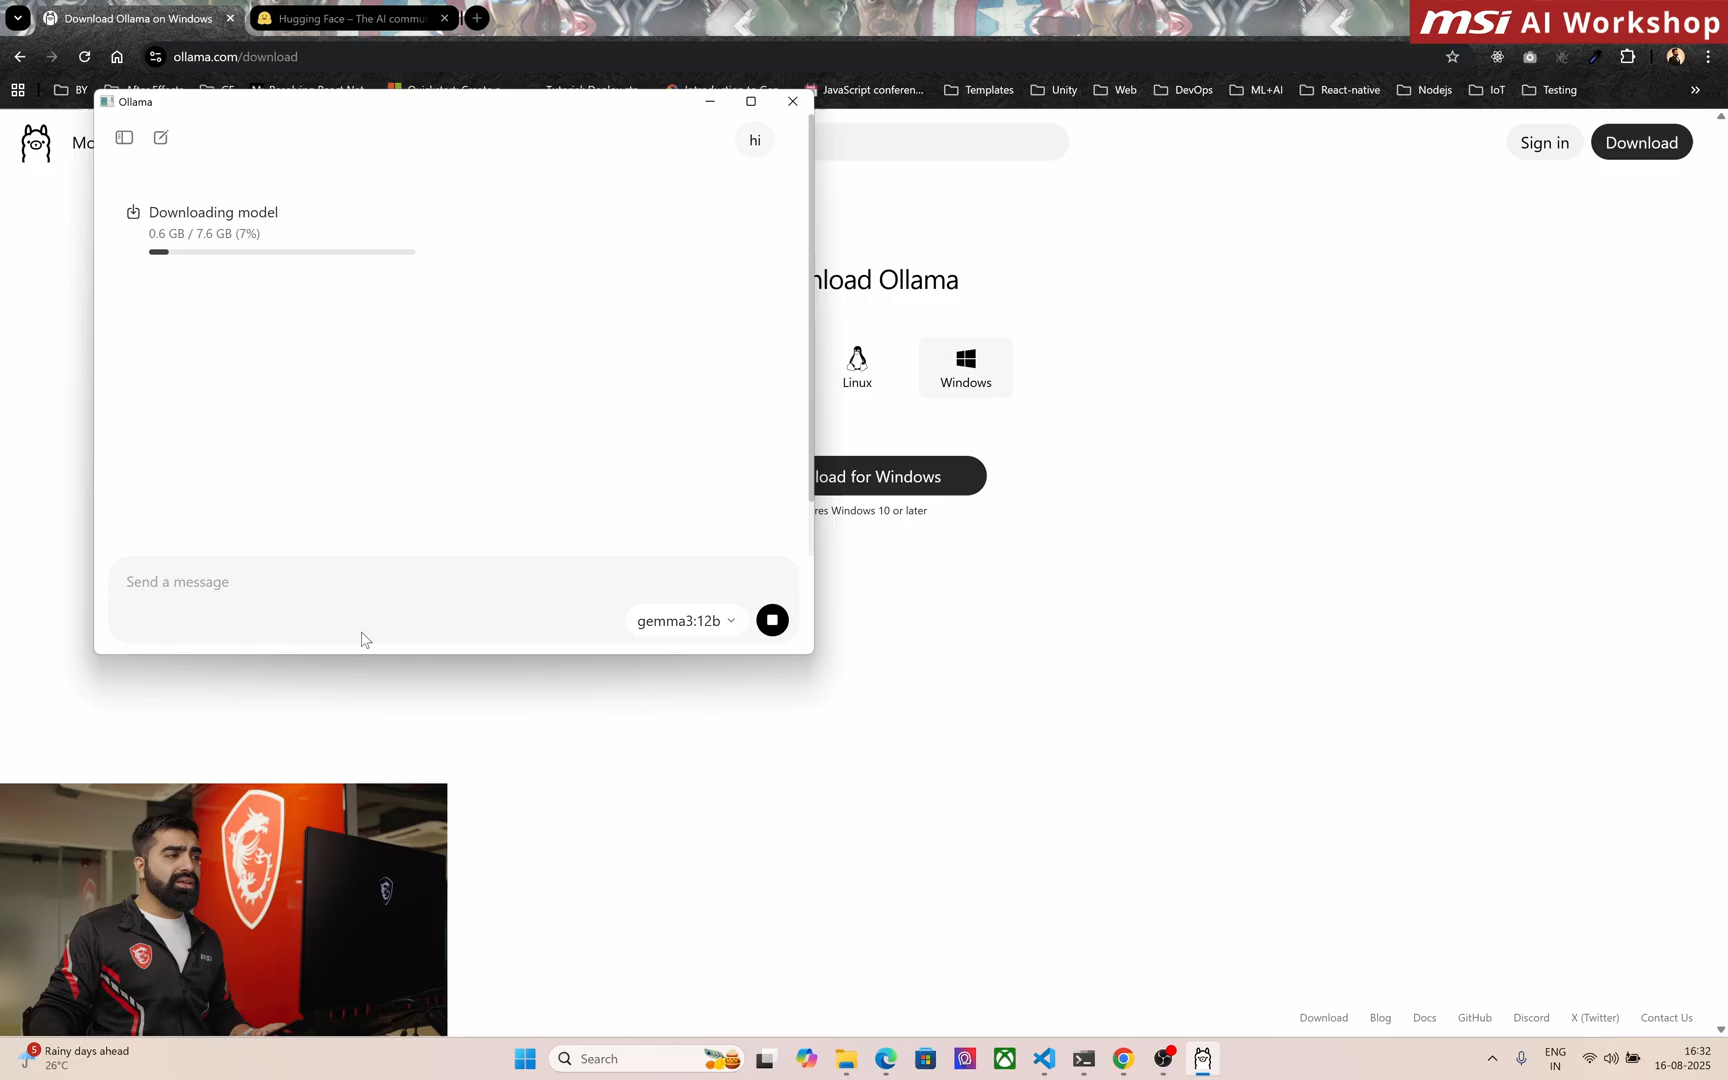 Download Ollama on Windows
Hugging Face – The AI commu
msi AI Workshop
ollama.com/download
BY
JavaScript conferen...
Templates
Unity
Web
DevOps
ML+AI
React-native
Nodejs
IoT
Testing
Ollama
hi
Mo
Sign in
Download
Downloading model
0.6 GB / 7.6 GB (7%)
nload Ollama
Linux
Windows
load for Windows
res Windows 10 or later
Send a message
gemma3:12b
Download
Blog
Docs
GitHub
Discord
X (Twitter)
Contact Us
5
Rainy days ahead
26°C
Search
ENG
IN
16:32
16-08-2025